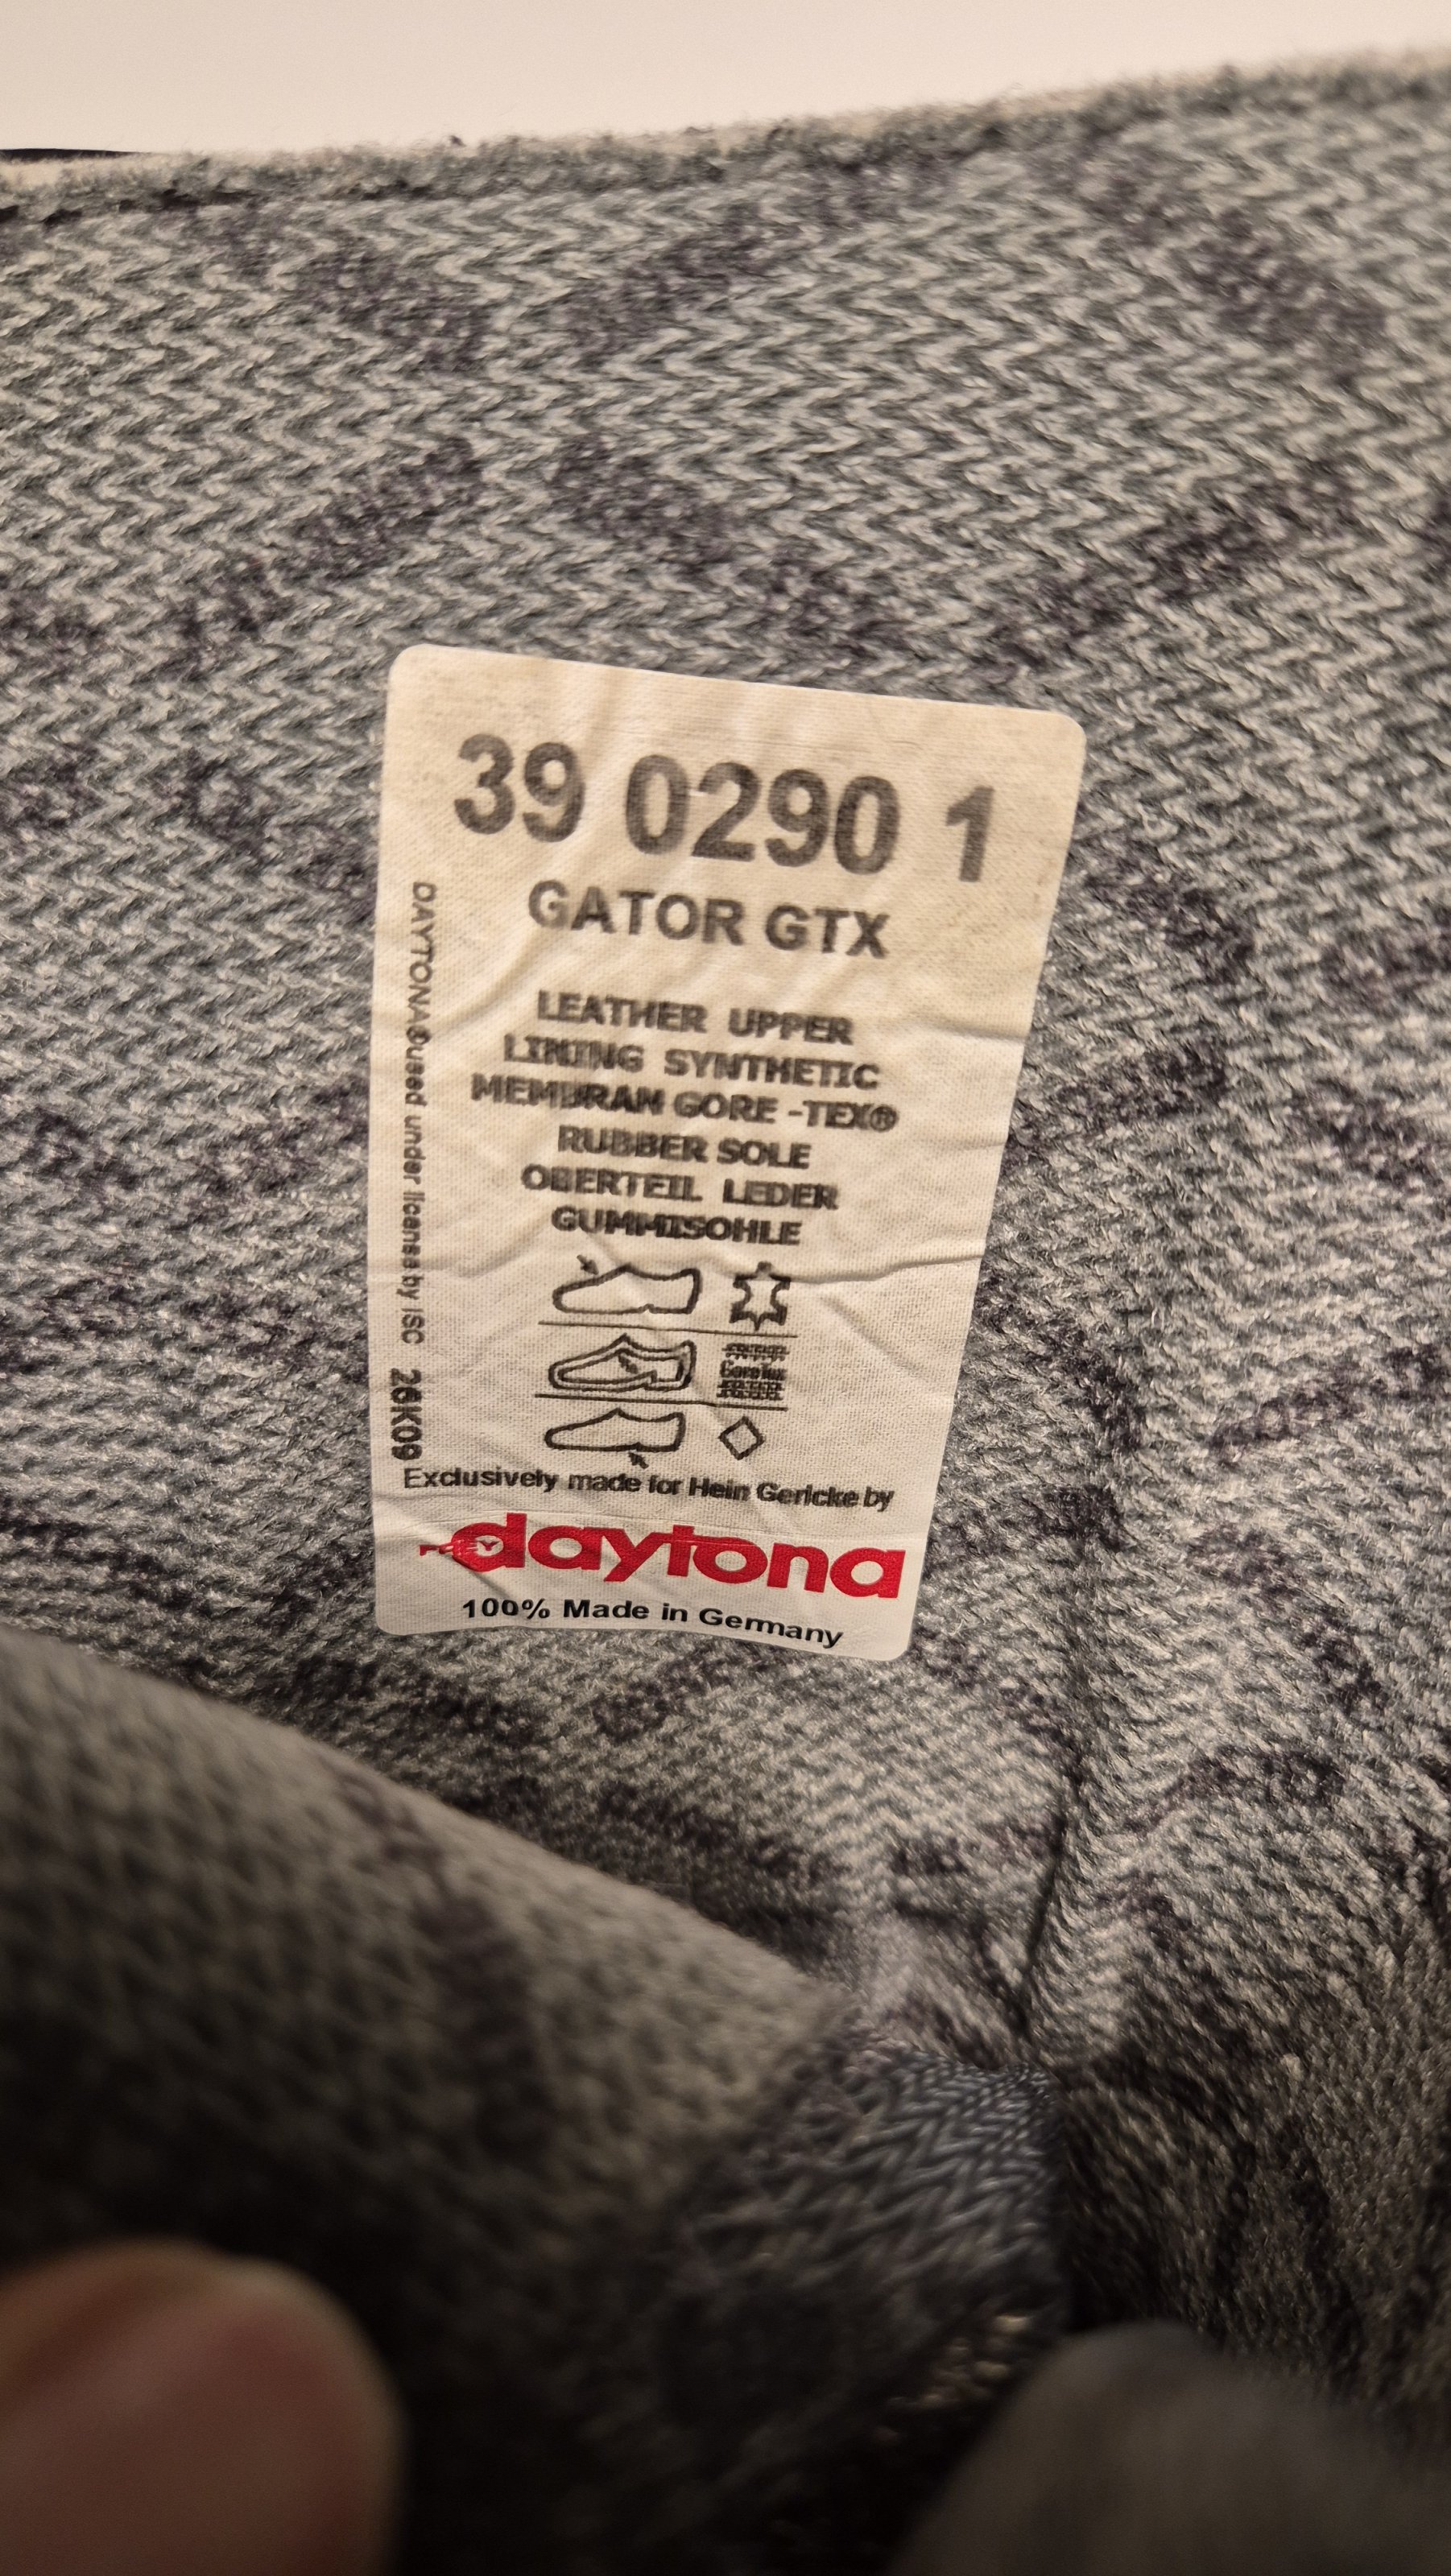 39 0290 1
GATOR GTX
LEATHER UPPER
LINING SYNTHETIC
MEMBRAN GORE -TEX®
RUBBER SOLE
OBERTEIL LEDER
GUMMISOHLE
Exclusively made for Hein Gericke by
daytona
100% Made in Germany
DAYTONA®used under license by ISC 26K09